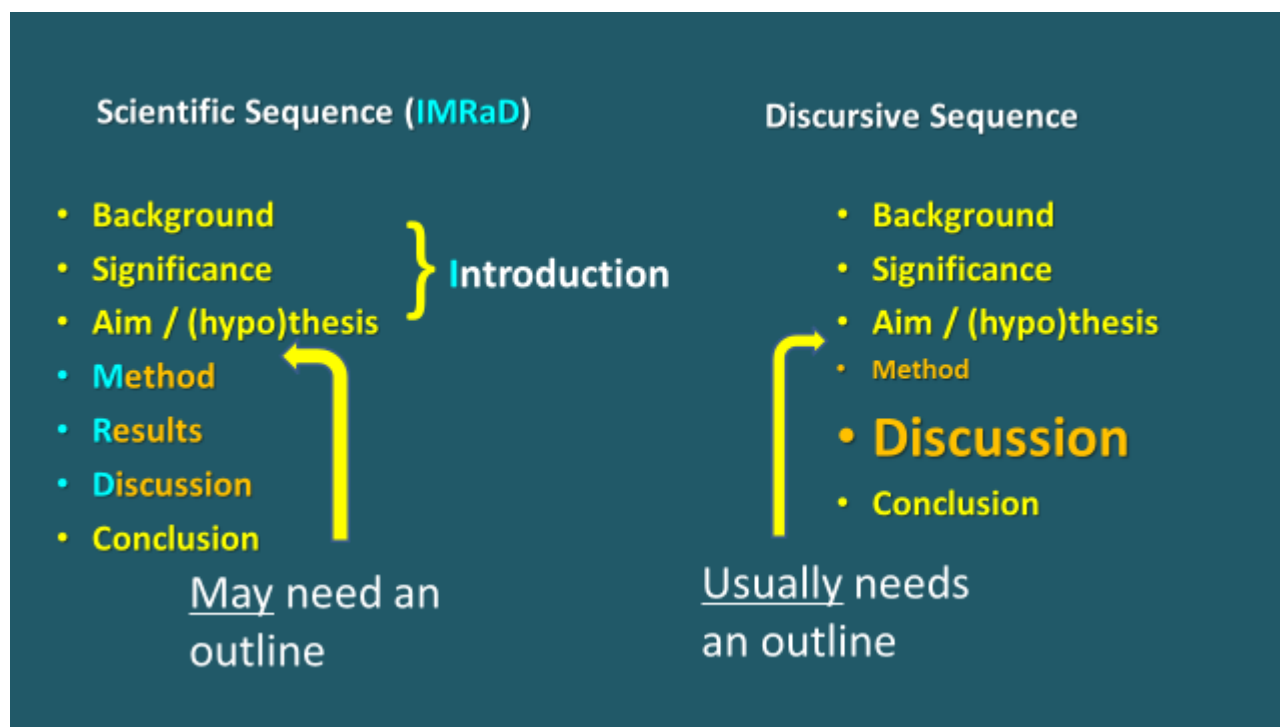 Scientific Sequence (IMRaD)
• Background
• Significance
• Aim / (hypo)thesis
• Method
• Results
• Discussion
• Conclusion
} Introduction
May need an
outline
Discursive Sequence
• Background
• Significance
• Aim / (hypo)thesis
• Method
• Discussion
• Conclusion
Usually needs
an outline